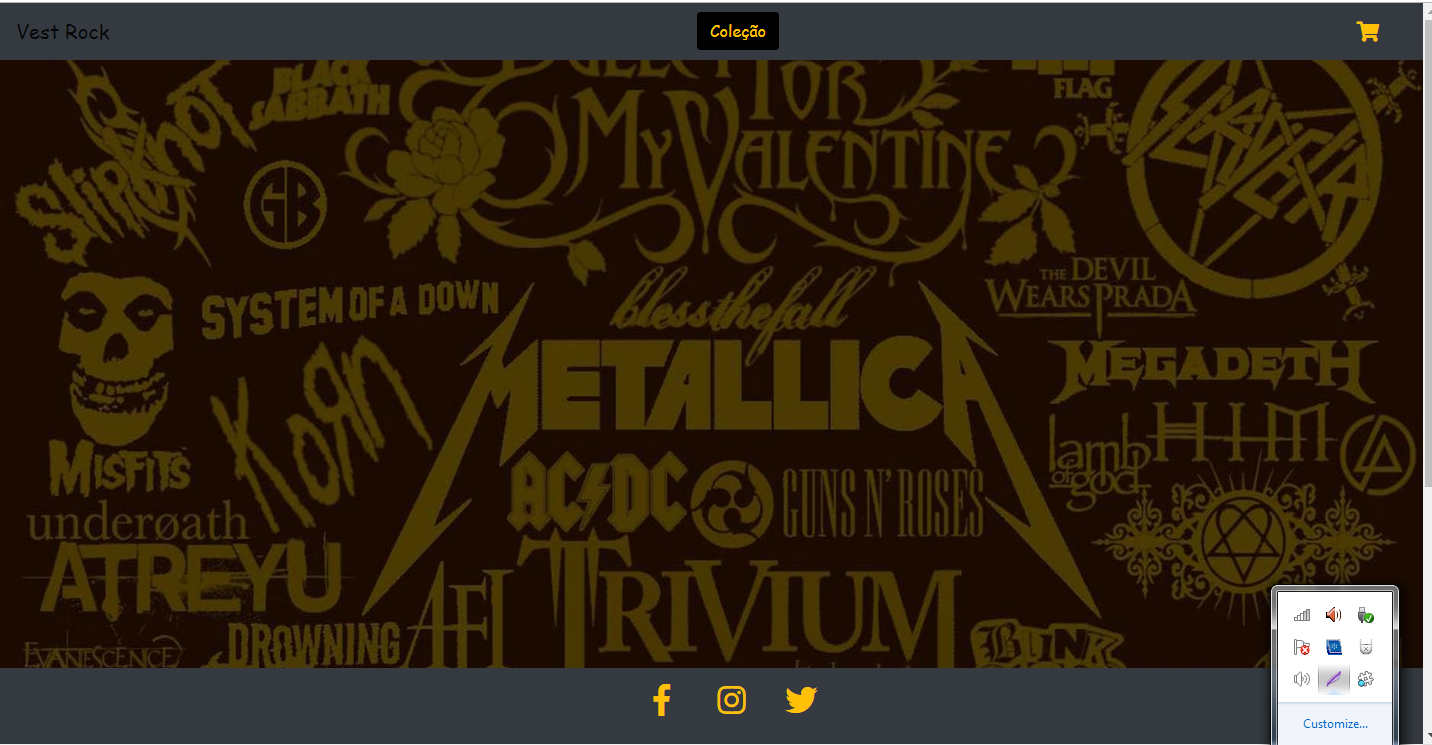 Vest Rock
Coleção
SlipKnoT
BLACK
SABBATH
FOR
MY VALENTINE
FLAG
SLAYER
GB
THE DEVIL
WEARS PRADA
SYSTEM OF A DOWN
blessthefall
METALLICA
MEGADETH
KoRn
HIM
lamb
of god
MISFITS
AC/DC
GUNS N' ROSES
underøath
ATREYU
AFI
TRIVIUM
DROWNING
EVANESCENCE
BLINK
Customize...